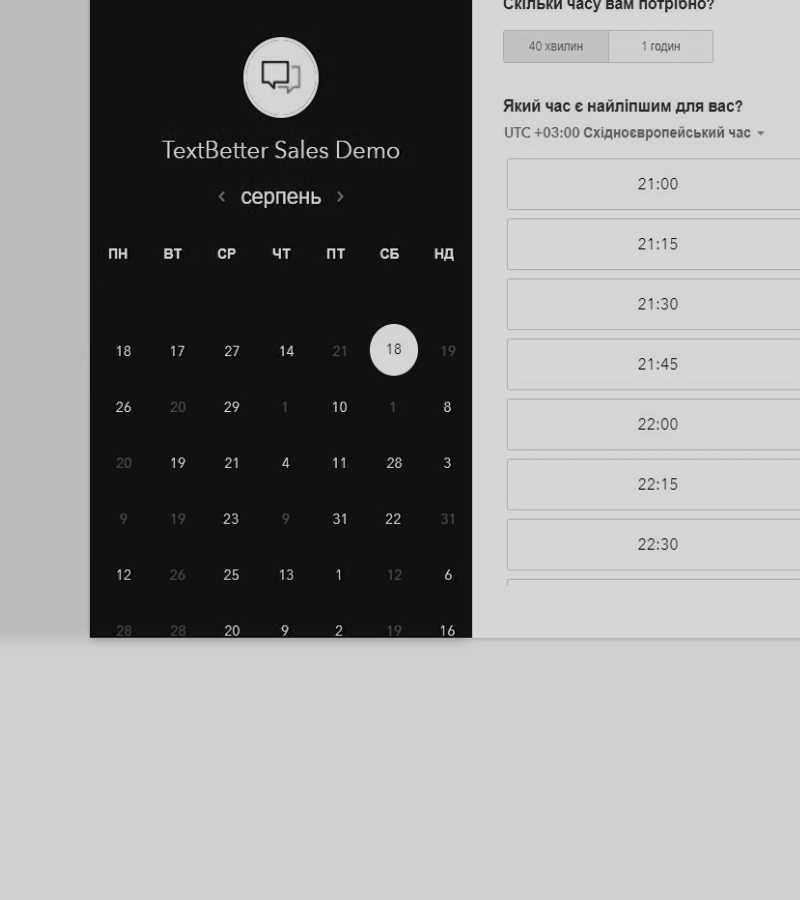 TextBetter Sales Demo
серпень
ПН ВТ СР ЧТ ПТ СБ НД
18 17 27 14 21 18 19
26 20 29 1 10 1 8
20 19 21 4 11 28 3
9 19 23 9 31 22 31
12 26 25 13 1 12 6
28 28 20 9 2 19 16
Скільки часу вам потрібно?
40 хвилин 1 годин
Який час є найліпшим для вас?
UTC +03:00 Східноєвропейський час
21:00
21:15
21:30
21:45
22:00
22:15
22:30